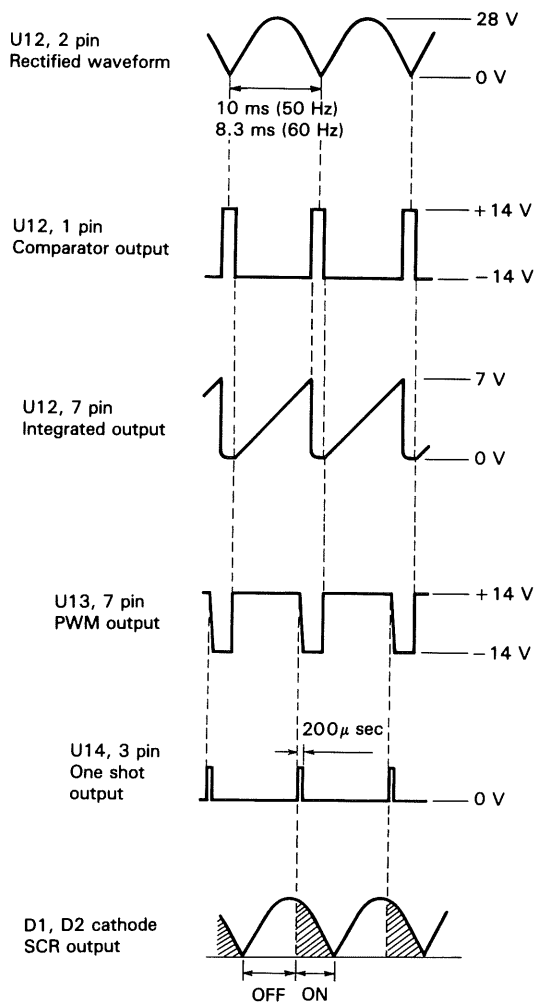 U12, 2 pin
Rectified waveform
28 V
0 V
10 ms (50 Hz)
8.3 ms (60 Hz)
U12, 1 pin
Comparator output
+ 14 V
− 14 V
U12, 7 pin
Integrated output
7 V
0 V
U13, 7 pin
PWM output
+ 14 V
− 14 V
U14, 3 pin
One shot
output
200μ sec
0 V
D1, D2 cathode
SCR output
OFF ON